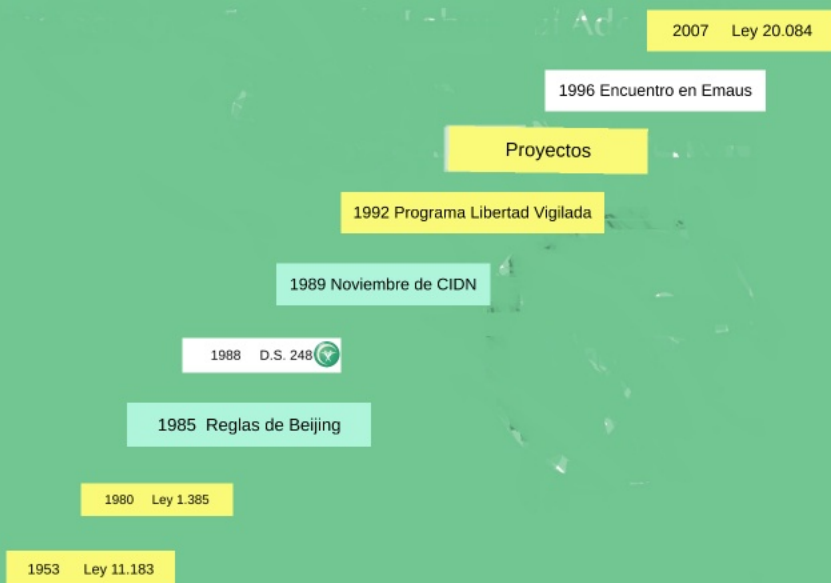 2007 Ley 20.084
1996 Encuentro en Emaus
Proyectos
1992 Programa Libertad Vigilada
1989 Noviembre de CIDN
1988 D.S. 248
1985 Reglas de Beijing
1980 Ley 1.385
1953 Ley 11.183